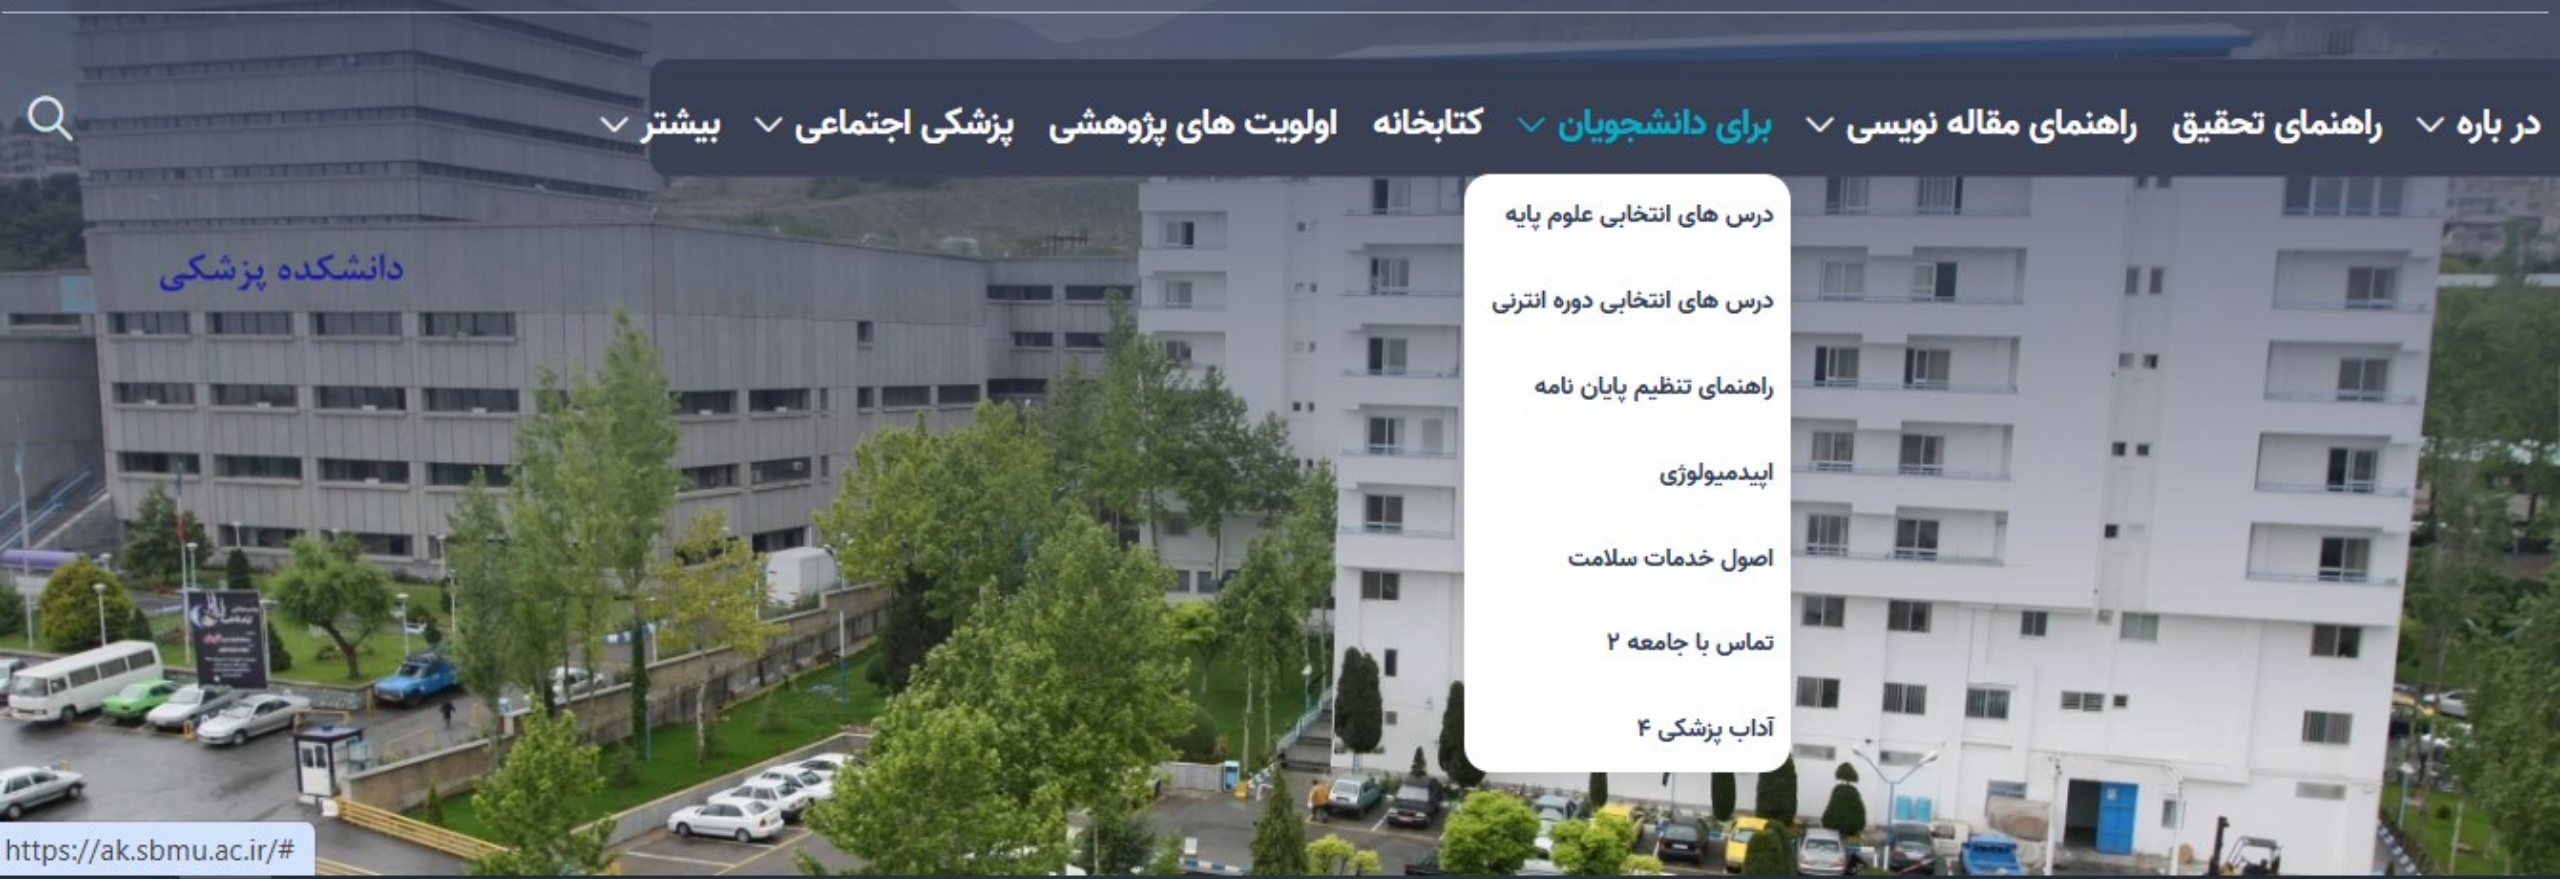 در باره
راهنمای تحقیق
راهنمای مقاله نویسی
برای دانشجویان
کتابخانه
اولویت های پژوهشی
پزشکی اجتماعی
بیشتر
درس های انتخابی علوم پایه
درس های انتخابی دوره انترنی
راهنمای تنظیم پایان نامه
اپیدمیولوژی
اصول خدمات سلامت
تماس با جامعه ۲
آداب پزشکی ۴
دانشکده پزشکی
https://ak.sbmu.ac.ir/#